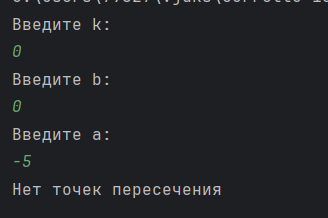 Введите k:
0
Введите b:
0
Введите a:
-5
Нет точек пересечения